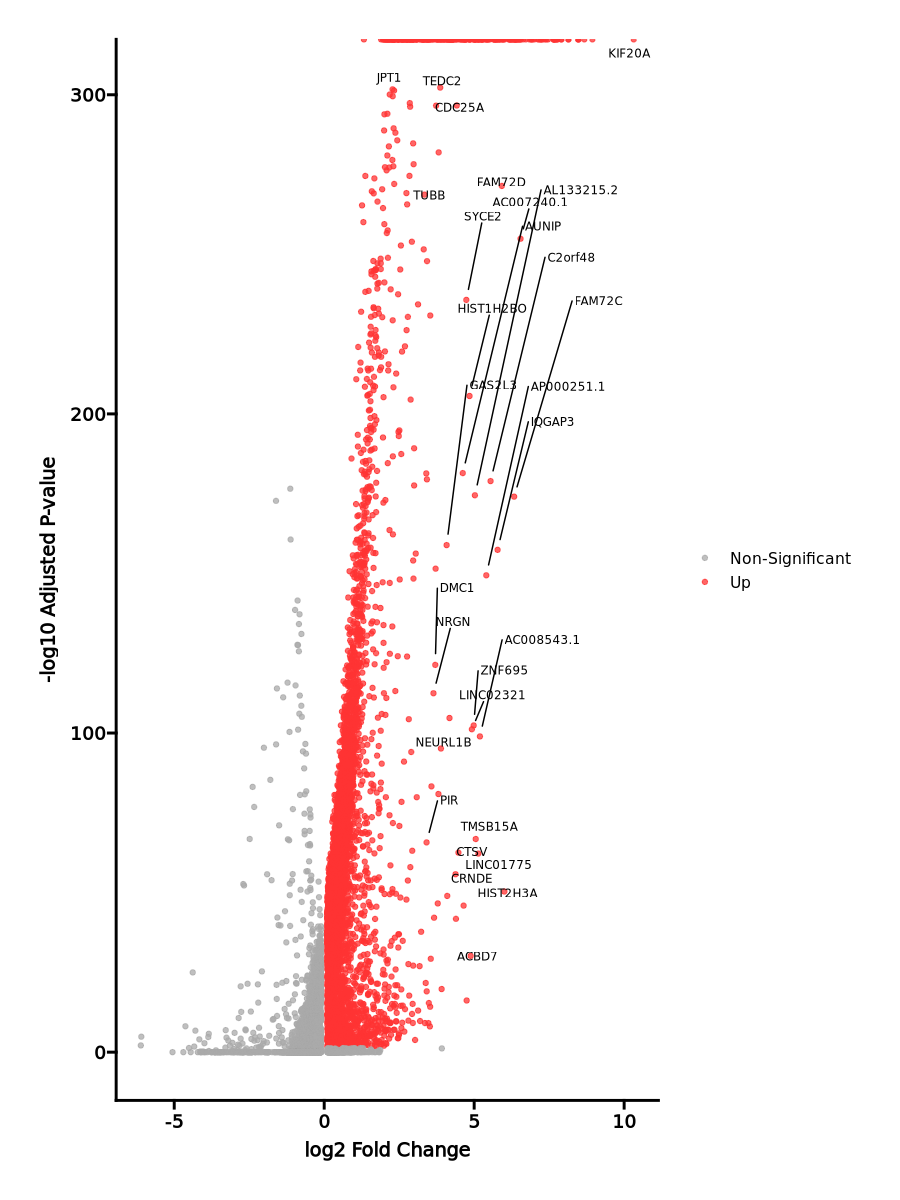 KIF20A
JPT1
TEDC2
300
CDC25A
FAM72D
AL133215.2
TUBB
AC007240.1
SYCE2
AUNIP
C2orf48
FAM72C
HIST1H2BO
GAS2L3
AP000251.1
200
IQGAP3
-log10 Adjusted P-value
Non-Significant
Up
DMC1
NRGN
AC008543.1
ZNF695
LINC02321
100
NEURL1B
PIR
TMSB15A
CTSV
LINC01775
CRNDE
HIST2H3A
ACBD7
0
-5
0
5
10
log2 Fold Change